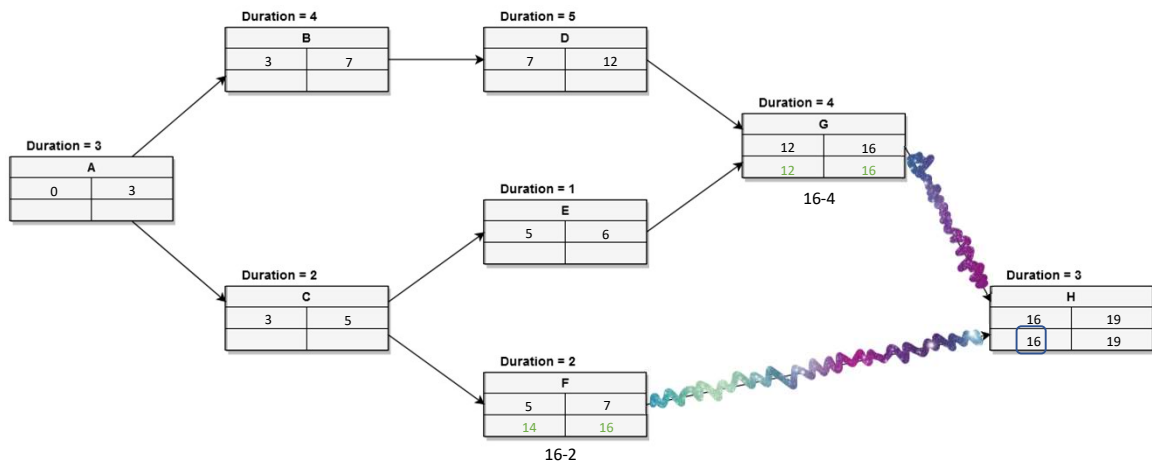 Duration = 4
B
3 7
Duration = 5
D
7 12
Duration = 4
G
12 16
12 16
16-4
Duration = 3
A
0 3
Duration = 1
E
5 6
Duration = 2
C
3 5
Duration = 3
H
16 19
16 19
Duration = 2
F
5 7
14 16
16-2